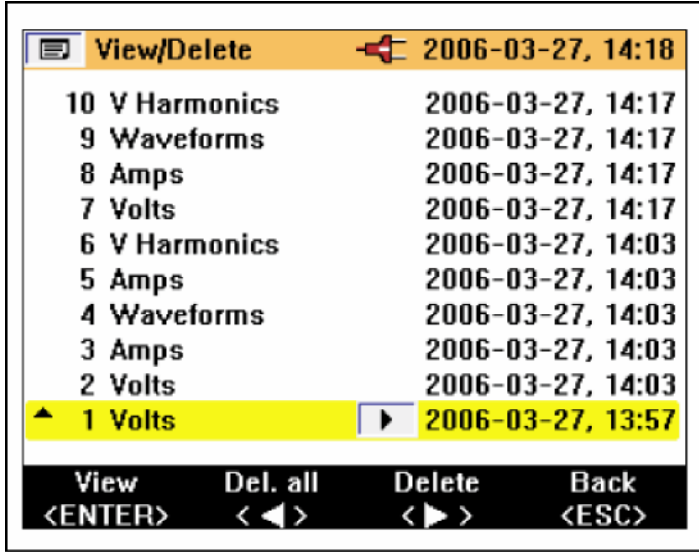 View/Delete 2006-03-27, 14:18
10 V Harmonics 2006-03-27, 14:17
9 Waveforms 2006-03-27, 14:17
8 Amps 2006-03-27, 14:17
7 Volts 2006-03-27, 14:17
6 V Harmonics 2006-03-27, 14:03
5 Amps 2006-03-27, 14:03
4 Waveforms 2006-03-27, 14:03
3 Amps 2006-03-27, 14:03
2 Volts 2006-03-27, 14:03
▲ 1 Volts ▶ 2006-03-27, 13:57
View Del. all Delete Back
<ENTER> <◀> <▶> <ESC>